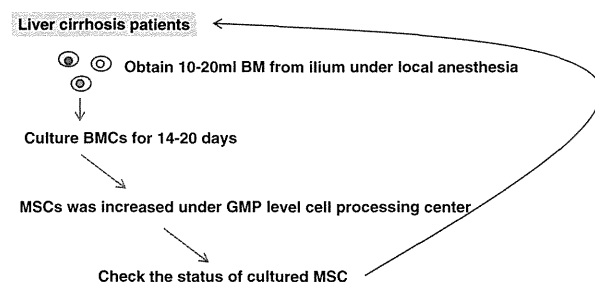 Liver cirrhosis patients
Obtain 10-20ml BM from ilium under local anesthesia
Culture BMCs for 14-20 days
MSCs was increased under GMP level cell processing center
Check the status of cultured MSC